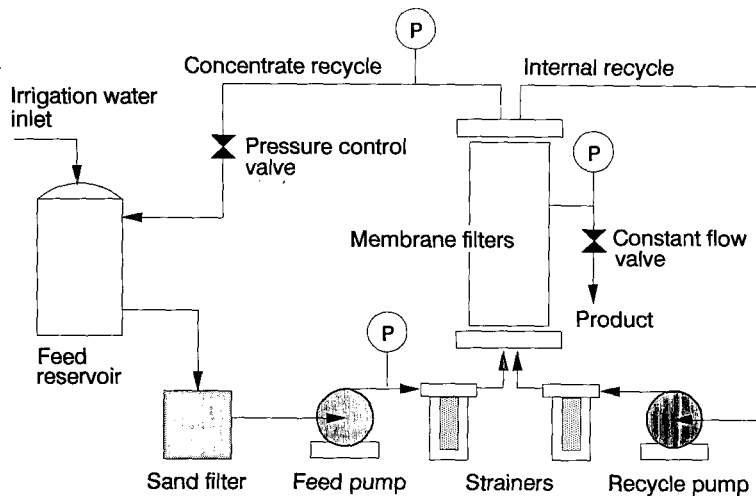 P
Concentrate recycle
Internal recycle
Irrigation water
inlet
Pressure control
valve
P
Membrane filters
Constant flow
valve
Product
P
Feed
reservoir
Sand filter
Feed pump
Strainers
Recycle pump